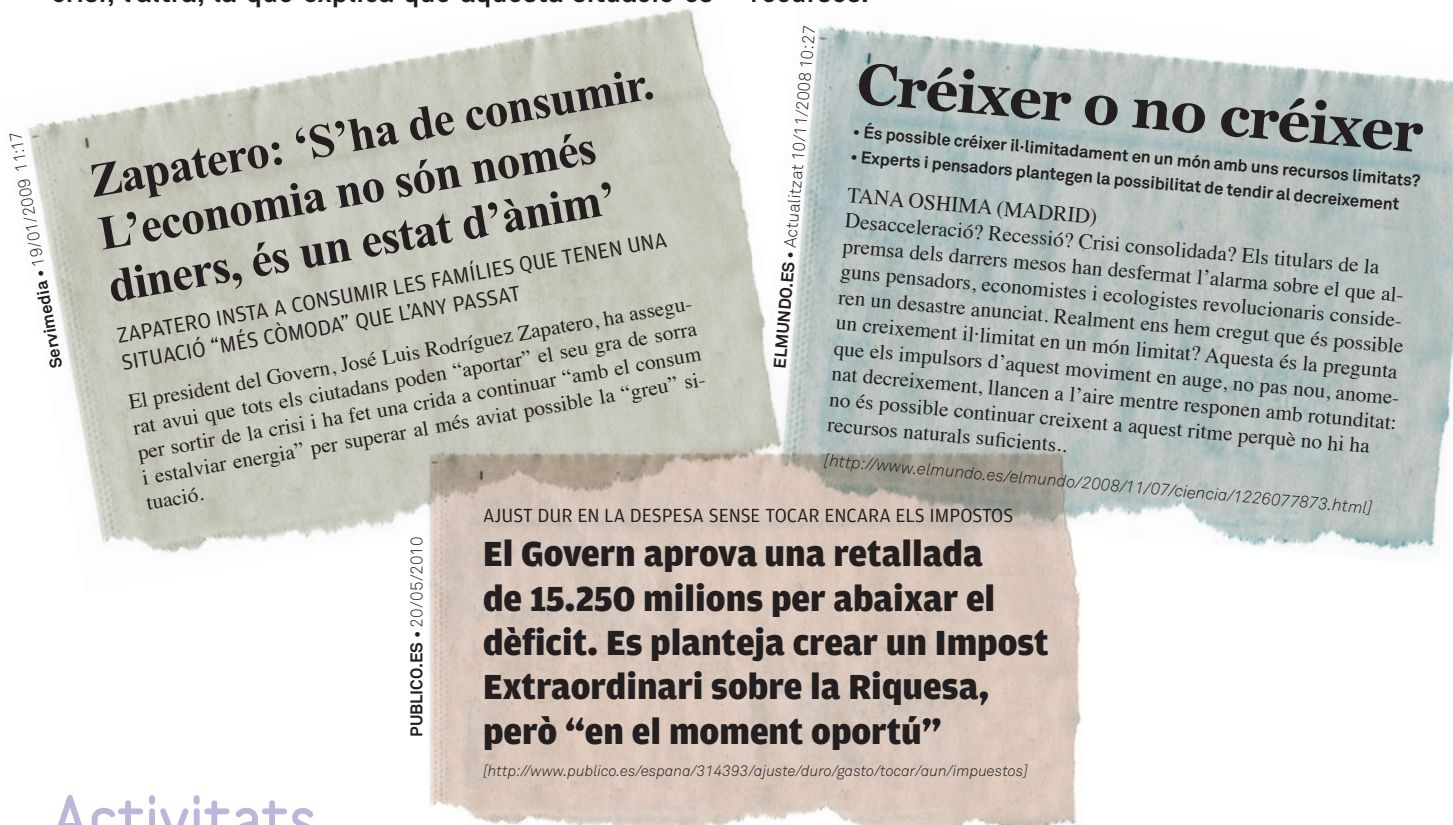 crisi, l'altra, la que explica que aquesta situació és
recursos.
Servimedia • 19/01/2009 11:17
Zapatero: ‘S’ha de consumir.
L’economia no són només
diners, és un estat d’ànim’
ZAPATERO INSTA A CONSUMIR LES FAMÍLIES QUE TENEN UNA
SITUACIÓ “MÉS CÒMODA” QUE L’ANY PASSAT
El president del Govern, José Luis Rodríguez Zapatero, ha assegu-
rat avui que tots els ciutadans poden “aportar” el seu gra de sorra
per sortir de la crisi i ha fet una crida a continuar “amb el consum
i estalviar energia” per superar al més aviat possible la “greu” si-
tuació.
ELMUNDO.ES • Actualitzat 10/11/2008 10:27
Créixer o no créixer
• És possible créixer il·limitadament en un món amb uns recursos limitats?
• Experts i pensadors plantegen la possibilitat de tendir al decreixement
TANA OSHIMA (MADRID)
Desacceleració? Recessió? Crisi consolidada? Els titulars de la
premsa dels darrers mesos han desfermat l’alarma sobre el que al-
guns pensadors, economistes i ecologistes revolucionaris conside-
ren un desastre anunciat. Realment ens hem cregut que és possible
un creixement il·limitat en un món limitat? Aquesta és la pregunta
que els impulsors d’aquest moviment en auge, no pas nou, anome-
nat decreixement, llancen a l’aire mentre responen amb rotunditat:
no és possible continuar creixent a aquest ritme perquè no hi ha
recursos naturals suficients..
[http://www.elmundo.es/elmundo/2008/11/07/ciencia/1226077873.html]
PUBLICO.ES • 20/05/2010
AJUST DUR EN LA DESPESA SENSE TOCAR ENCARA ELS IMPOSTOS
El Govern aprova una retallada
de 15.250 milions per abaixar el
dèficit. Es planteja crear un Impost
Extraordinari sobre la Riquesa,
però “en el moment oportú”
[http://www.publico.es/espana/314393/ajuste/duro/gasto/tocar/aun/impuestos]
Activitats